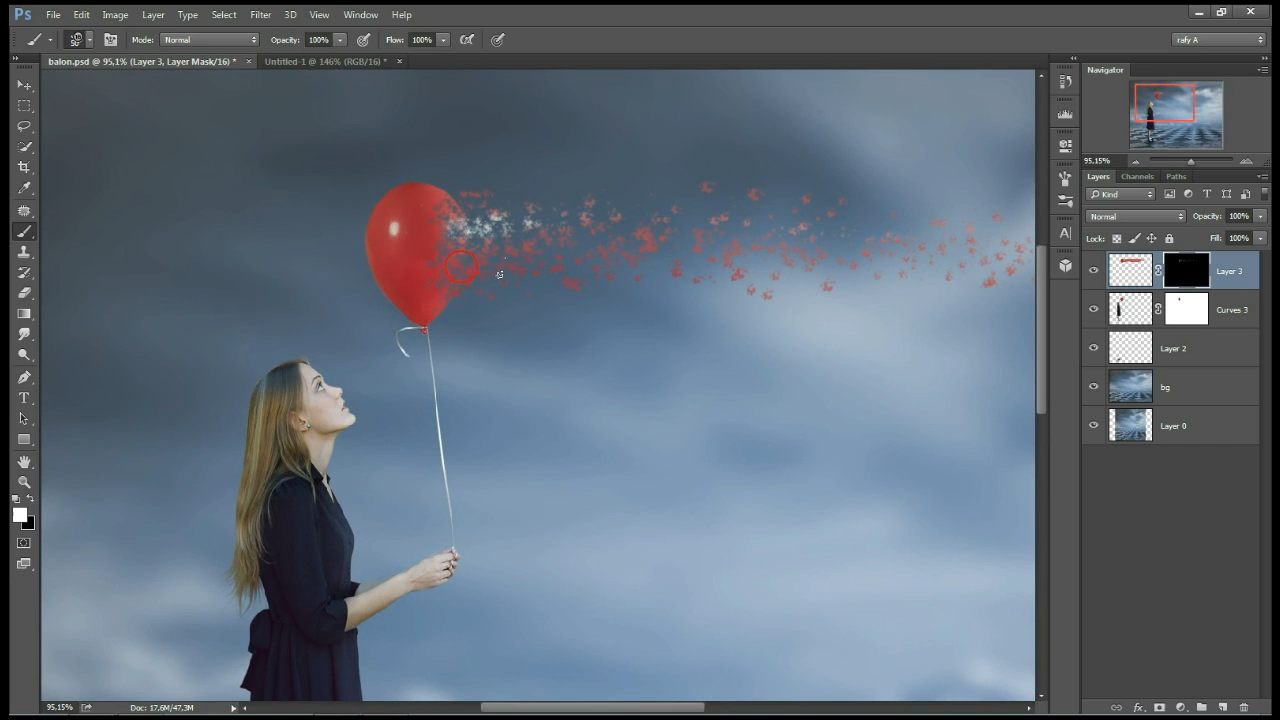 Ps File Edit Image Layer Type Select Filter 3D View Window Help
50 Mode: Normal Opacity: 100% Flow: 100% rafy A
balon.psd @ 95,1% (Layer 3, Layer Mask/16) * × Untitled-1 @ 146% (RGB/16) * ×
Navigator
95,15%
Layers Channels Paths
Kind
Normal Opacity: 100%
Lock: Fill: 100%
Layer 3
Curves 3
Layer 2
bg
Layer 0
95,15% Doc: 17,6M/47,3M